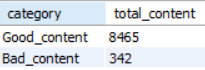 category total_content
Good_content 8465
Bad_content 342